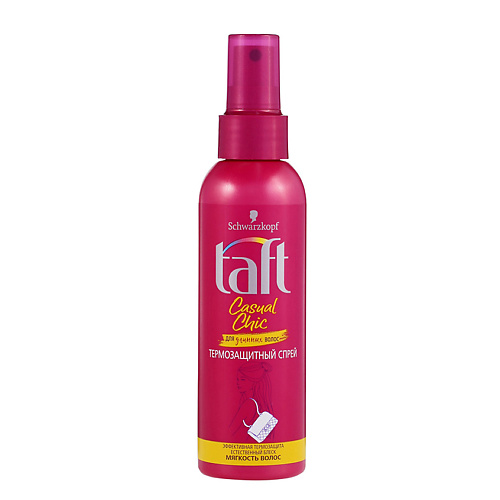 Schwarzkopf
taft
Casual
Chic
для длинных волос
ТЕРМОЗАЩИТНЫЙ СПРЕЙ
ЭФФЕКТИВНАЯ ТЕРМОЗАЩИТА
ЕСТЕСТВЕННЫЙ БЛЕСК
МЯГКОСТЬ ВОЛОС